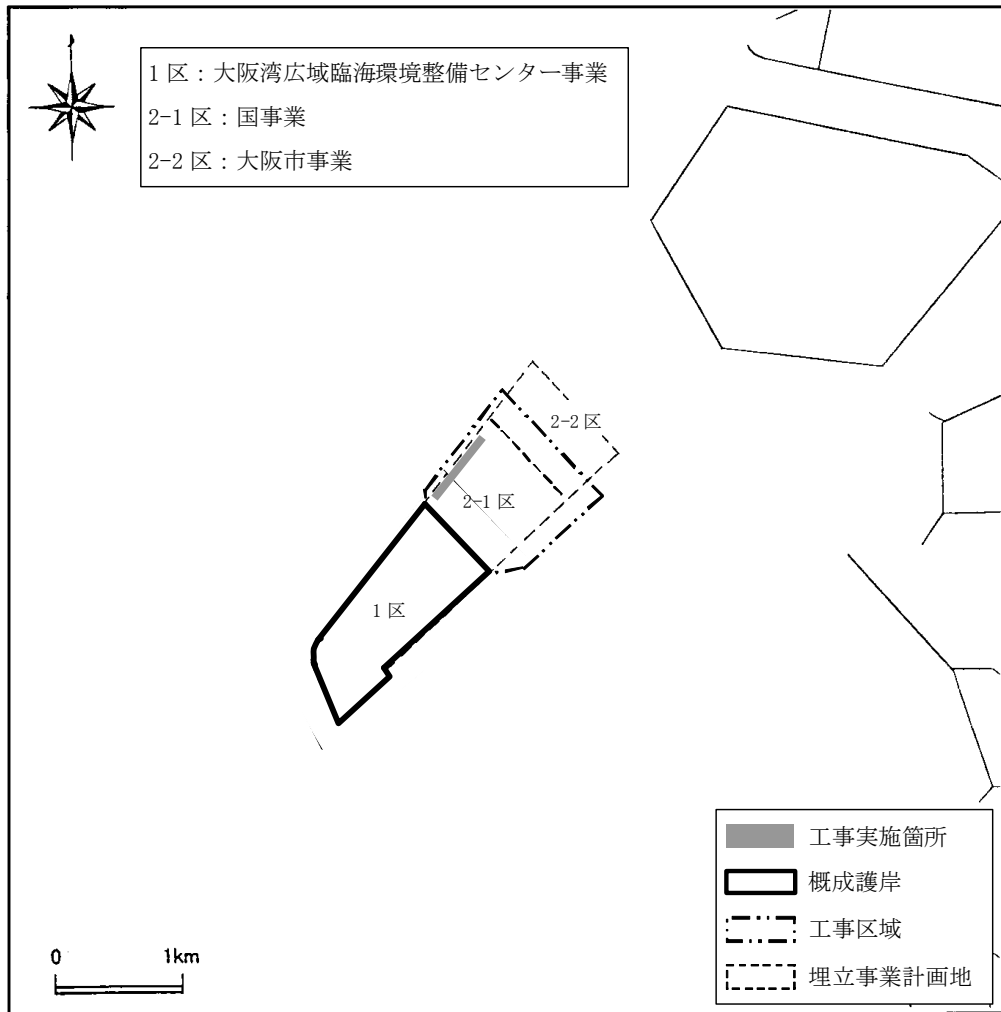 1 区：大阪湾広域臨海環境整備センター事業
2-1 区：国事業
2-2 区：大阪市事業
2-2 区
2-1 区
1 区
工事実施箇所
概成護岸
工事区域
埋立事業計画地
0 1km